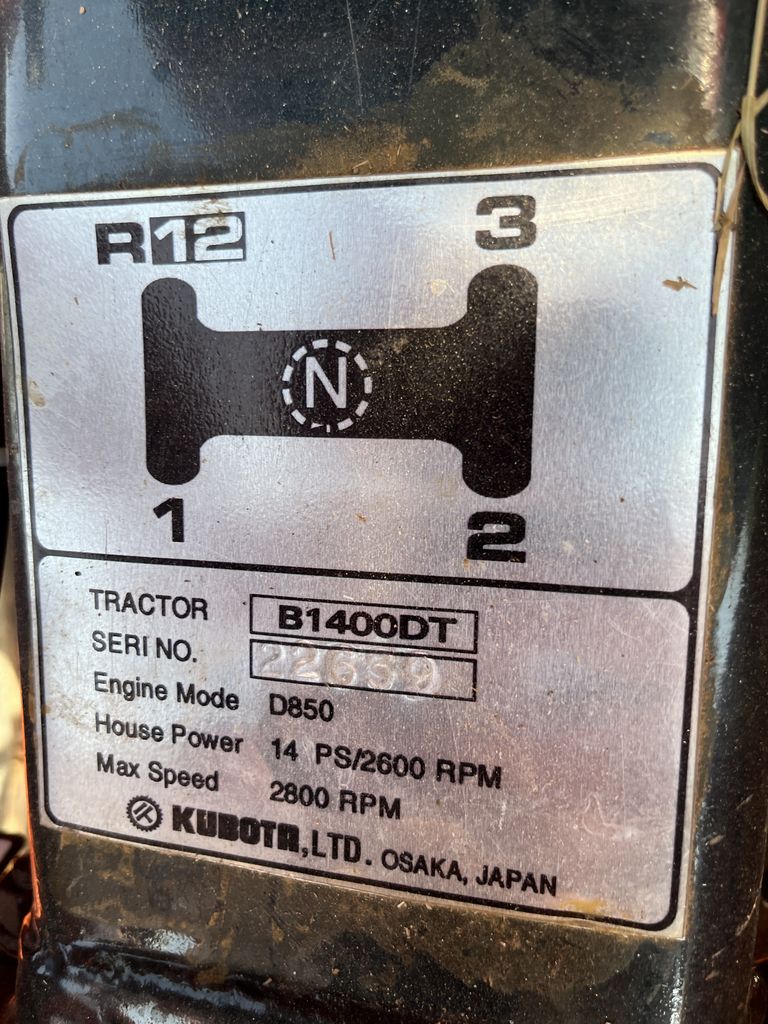 R12 3
N
1 2
TRACTOR B1400DT
SERI NO. 22659
Engine Mode D850
House Power 14 PS/2600 RPM
Max Speed 2800 RPM
KUBOTA,LTD. OSAKA, JAPAN